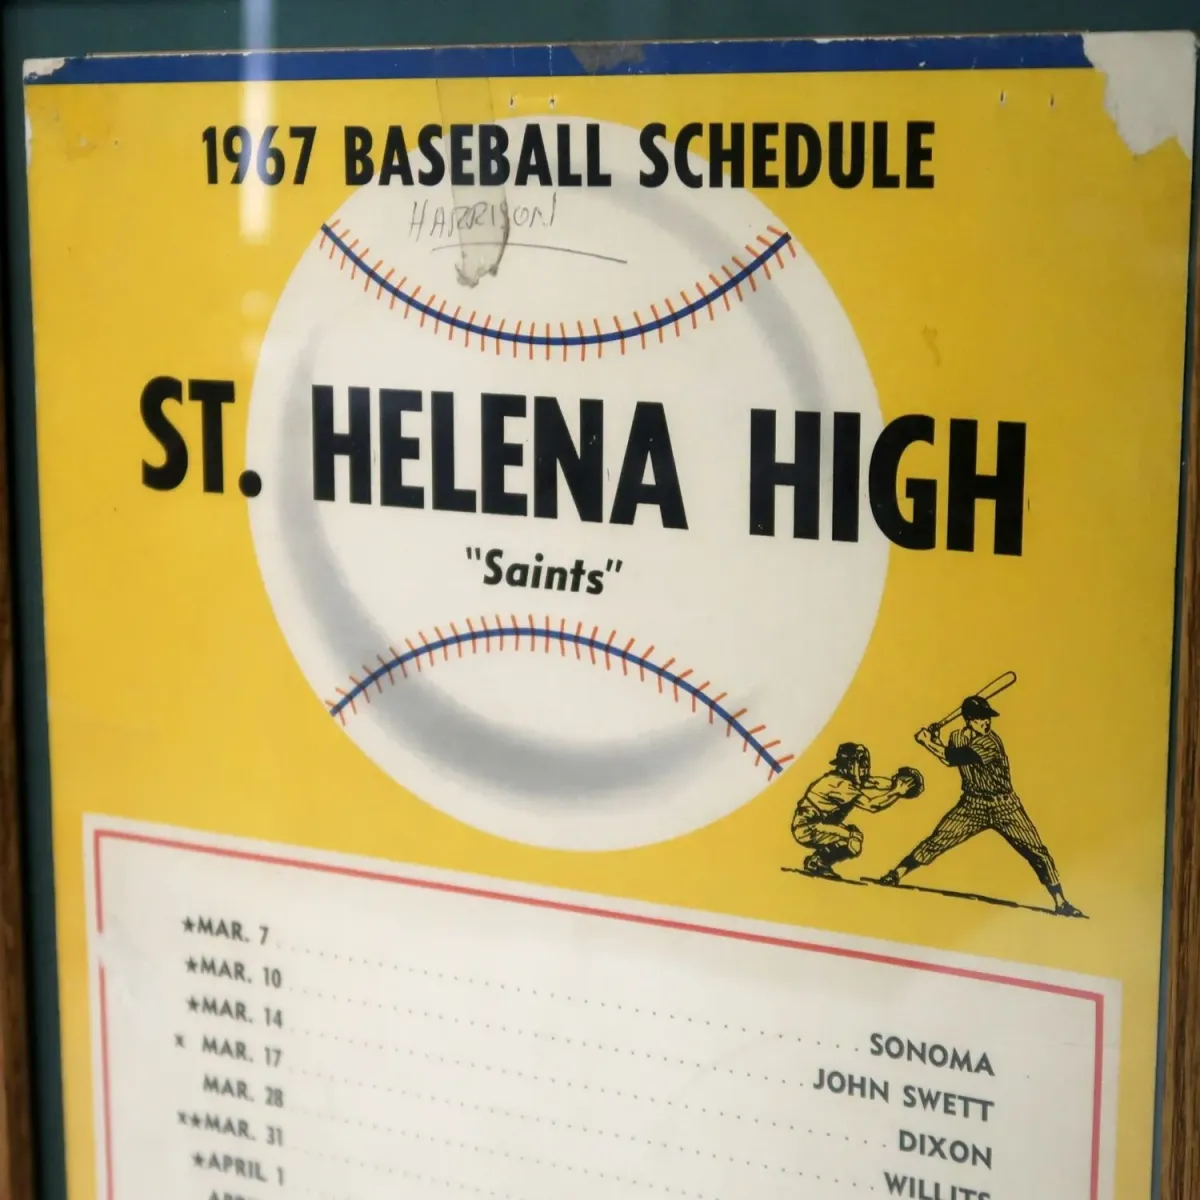 1967 BASEBALL SCHEDULE
HARRISON
ST. HELENA HIGH
"Saints"
★MAR. 7 SONOMA
★MAR. 10 JOHN SWETT
★MAR. 14 DIXON
x MAR. 17 WILLITS
MAR. 28
x★MAR. 31
★APRIL 1